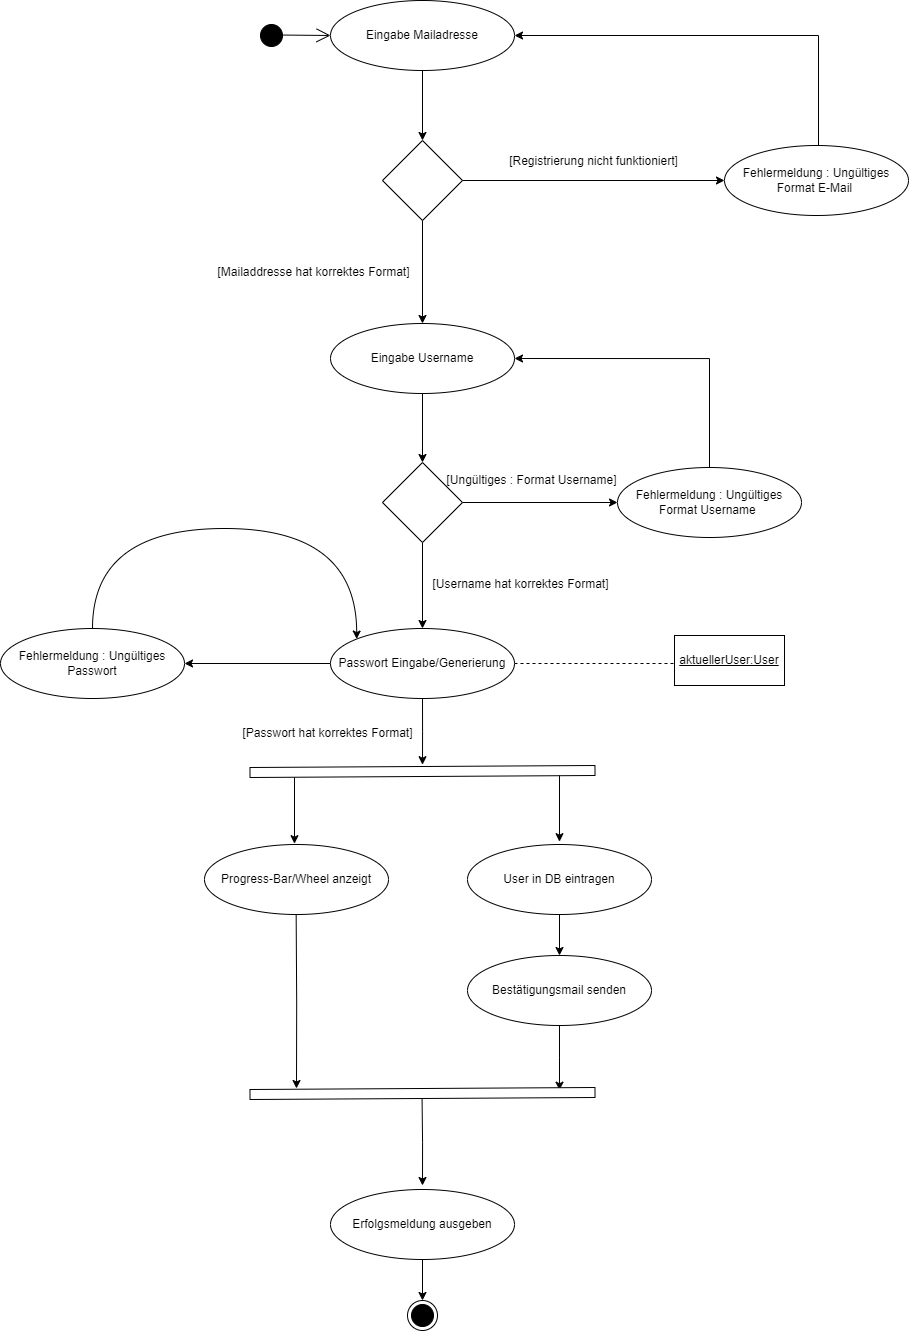 Eingabe Mailadresse
[Registrierung nicht funktioniert]
Fehlermeldung : Ungültiges
Format E-Mail
[Mailaddresse hat korrektes Format]
Eingabe Username
[Ungültiges : Format Username]
Fehlermeldung : Ungültiges
Format Username
[Username hat korrektes Format]
Fehlermeldung : Ungültiges
Passwort
Passwort Eingabe/Generierung
aktuellerUser:User
[Passwort hat korrektes Format]
Progress-Bar/Wheel anzeigt
User in DB eintragen
Bestätigungsmail senden
Erfolgsmeldung ausgeben